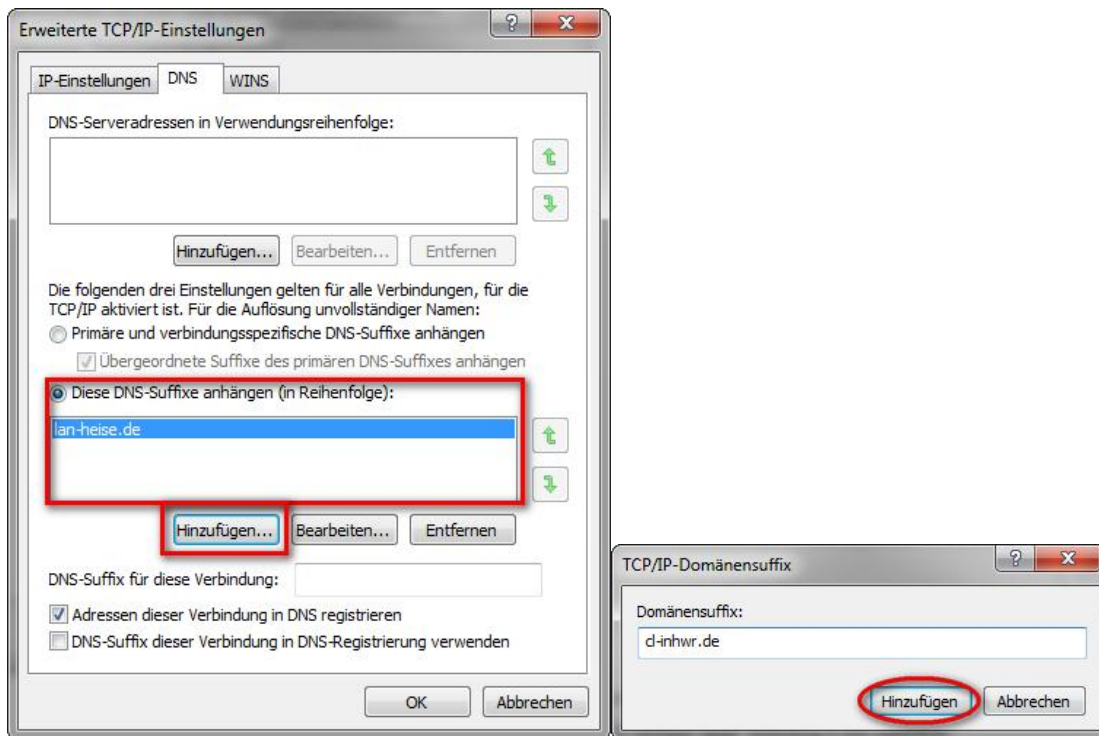 Erweiterte TCP/IP-Einstellungen
IP-Einstellungen DNS WINS
DNS-Serveradressen in Verwendungsreihenfolge:
Hinzufügen... Bearbeiten... Entfernen
Die folgenden drei Einstellungen gelten für alle Verbindungen, für die
TCP/IP aktiviert ist. Für die Auflösung unvollständiger Namen:
Primäre und verbindungsspezifische DNS-Suffixe anhängen
Übergeordnete Suffixe des primären DNS-Suffixes anhängen
Diese DNS-Suffixe anhängen (in Reihenfolge):
lan-heise.de
Hinzufügen... Bearbeiten... Entfernen
DNS-Suffix für diese Verbindung:
Adressen dieser Verbindung in DNS registrieren
DNS-Suffix dieser Verbindung in DNS-Registrierung verwenden
OK Abbrechen
TCP/IP-Domänensuffix
Domänensuffix:
cl-inhwr.de
Hinzufügen Abbrechen